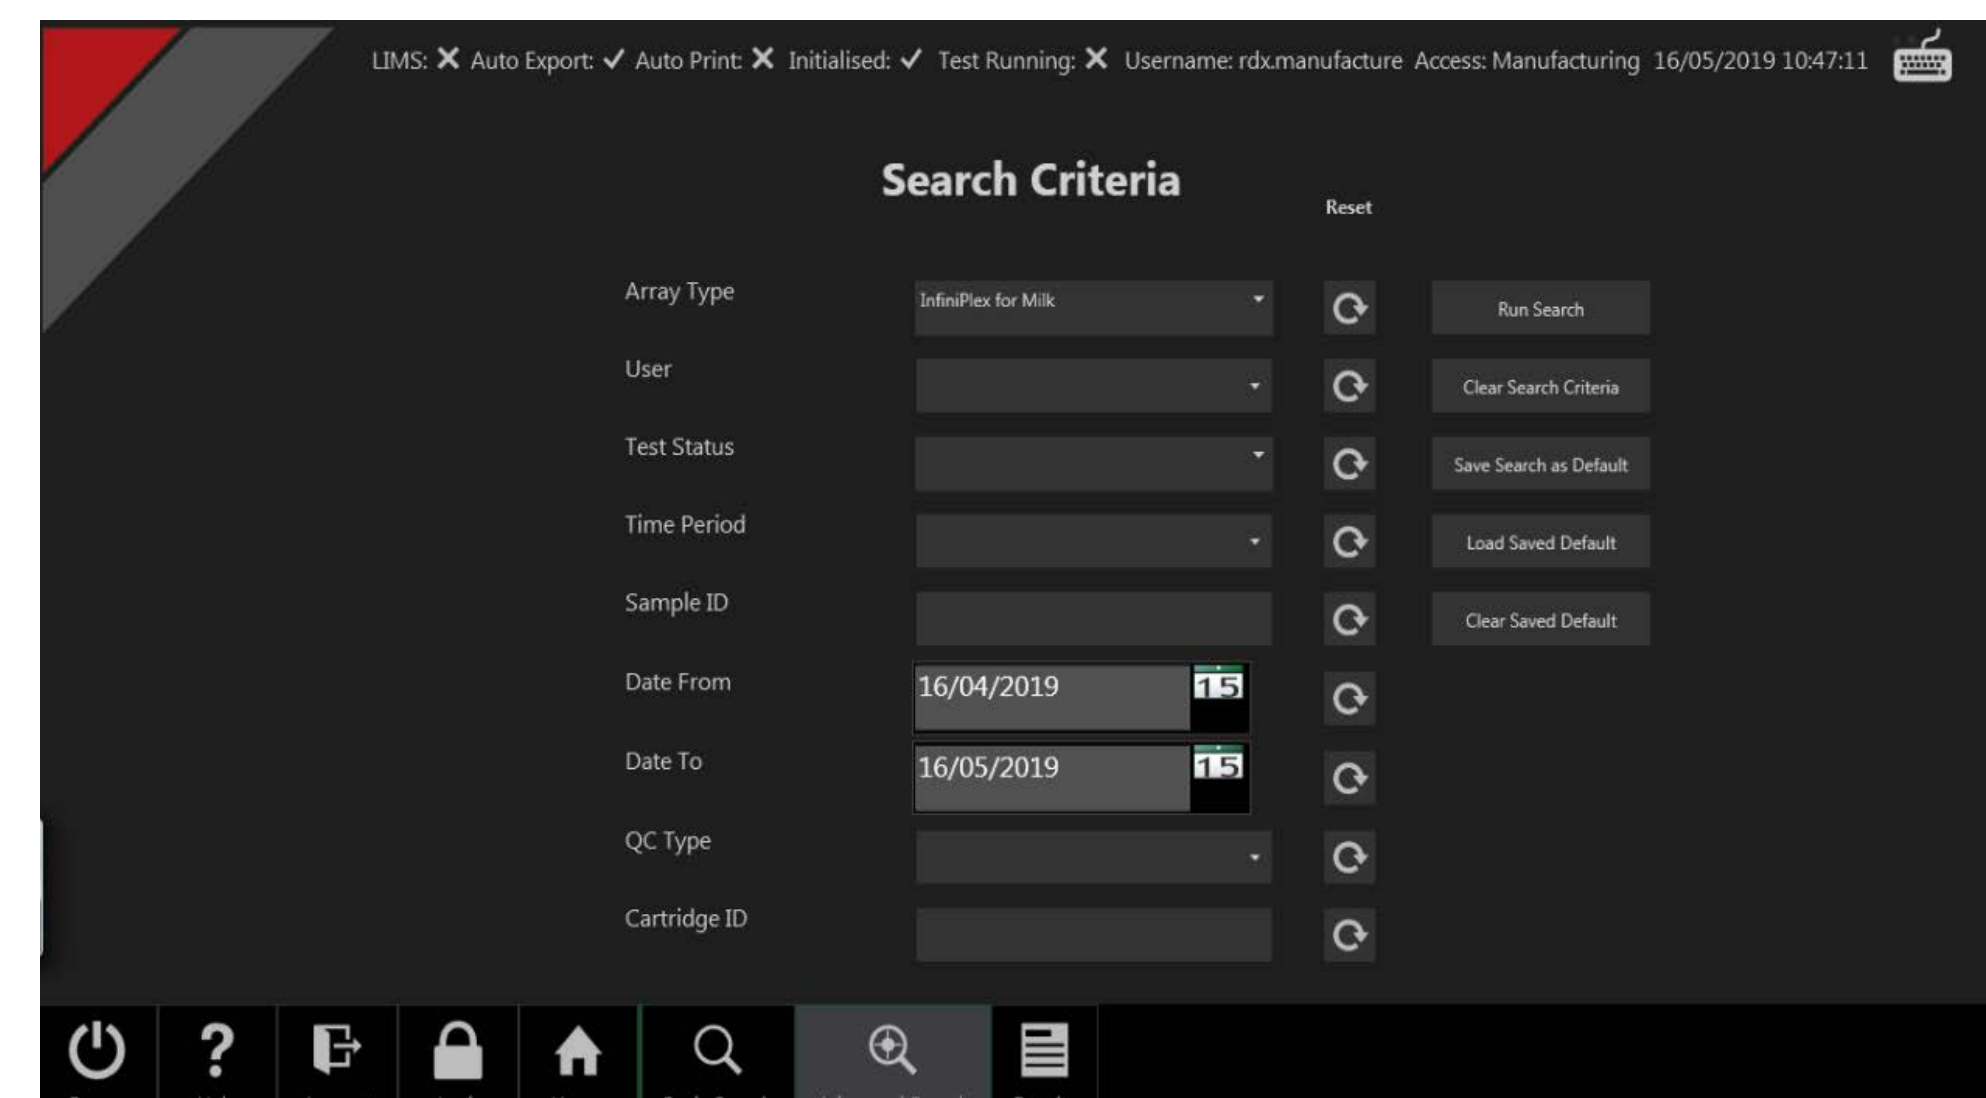 LIMS: Auto Export: Auto Print: Initialised: Test Running: Username: rdx.manufacture Access: Manufacturing 16/05/2019 10:47:11
Search Criteria
Reset
Array Type InfiniPlex for Milk Run Search
User Clear Search Criteria
Test Status Save Search as Default
Time Period Load Saved Default
Sample ID Clear Saved Default
Date From 16/04/2019 15
Date To 16/05/2019 15
QC Type
Cartridge ID